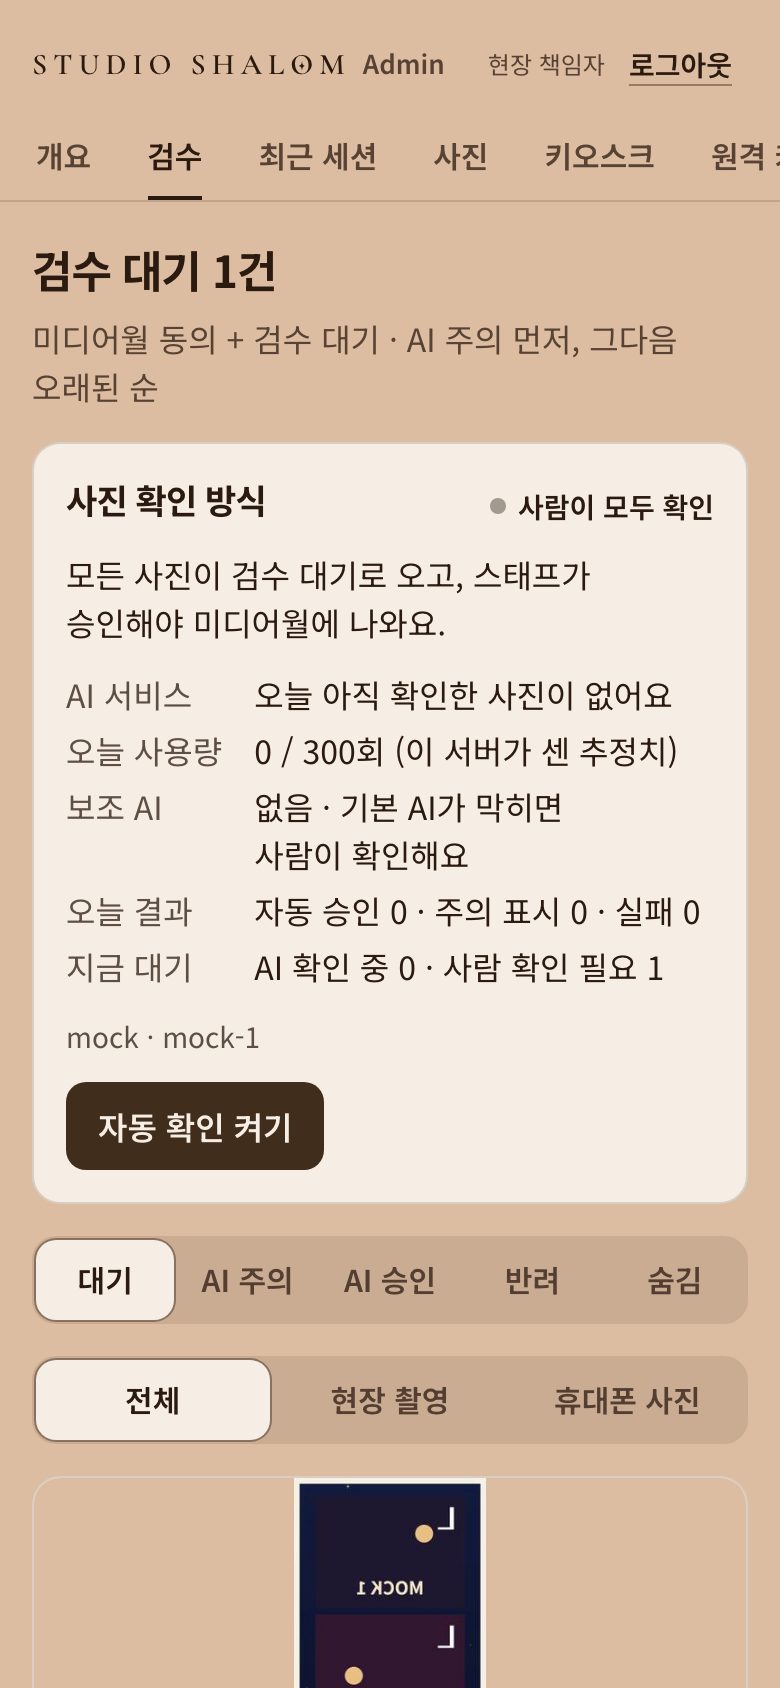 STUDIO SHALOM Admin 현장 책임자 로그아웃
개요 검수 최근 세션 사진 키오스크 원격
검수 대기 1건
미디어월 동의 + 검수 대기 · AI 주의 먼저, 그다음
오래된 순
사진 확인 방식 사람이 모두 확인
모든 사진이 검수 대기로 오고, 스태프가
승인해야 미디어월에 나와요.
AI 서비스 오늘 아직 확인한 사진이 없어요
오늘 사용량 0 / 300회 (이 서버가 센 추정치)
보조 AI 없음 · 기본 AI가 막히면
사람이 확인해요
오늘 결과 자동 승인 0 · 주의 표시 0 · 실패 0
지금 대기 AI 확인 중 0 · 사람 확인 필요 1
mock · mock-1
자동 확인 켜기
대기 AI 주의 AI 승인 반려 숨김
전체 현장 촬영 휴대폰 사진
MOCK 1